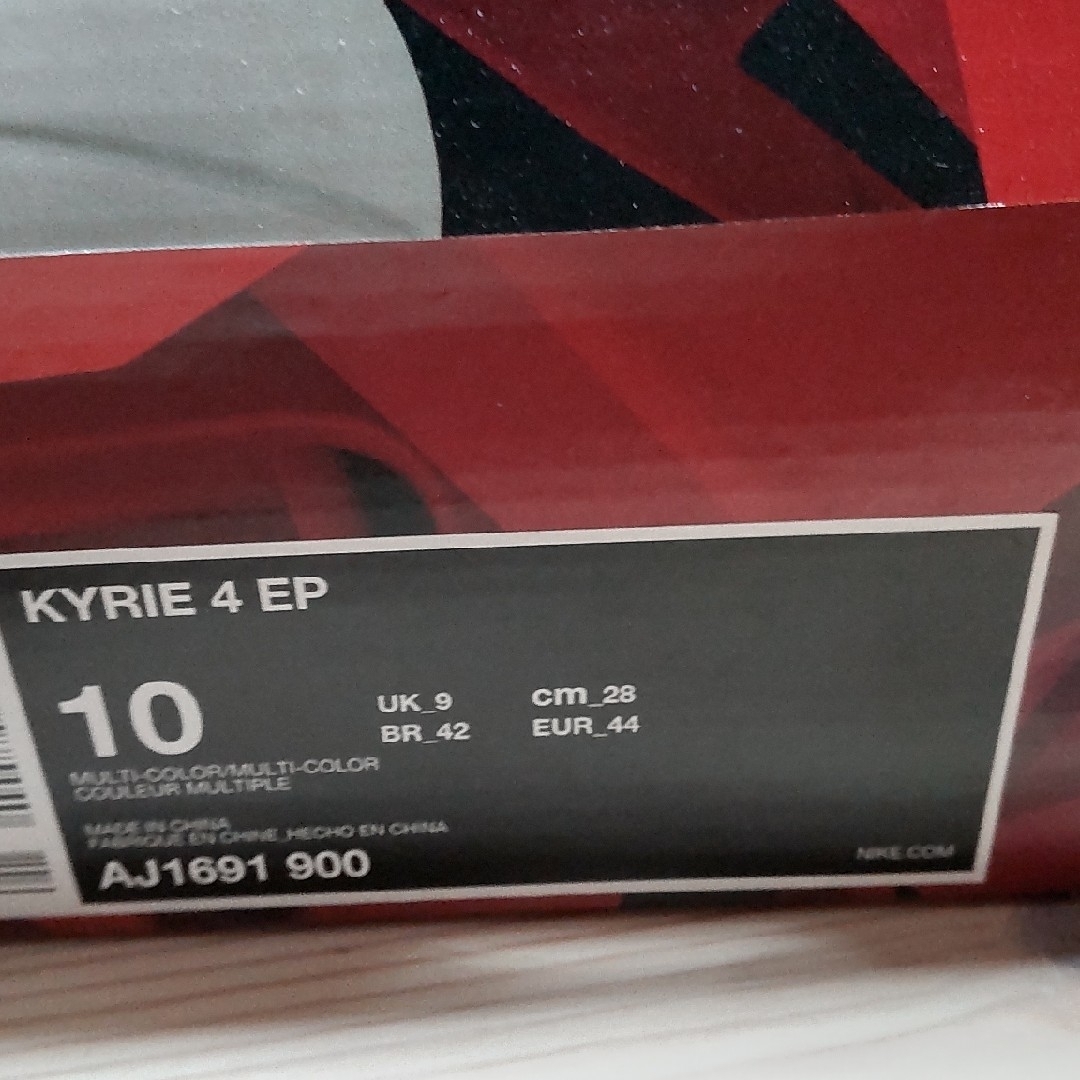 KYRIE 4 EP
10
UK_9 cm_28
BR_42 EUR_44
MULTI-COLOR/MULTI-COLOR
COULEUR MULTIPLE
MADE IN CHINA
FABRIQUE EN CHINE_HECHO EN CHINA
AJ1691 900
NIKE.COM